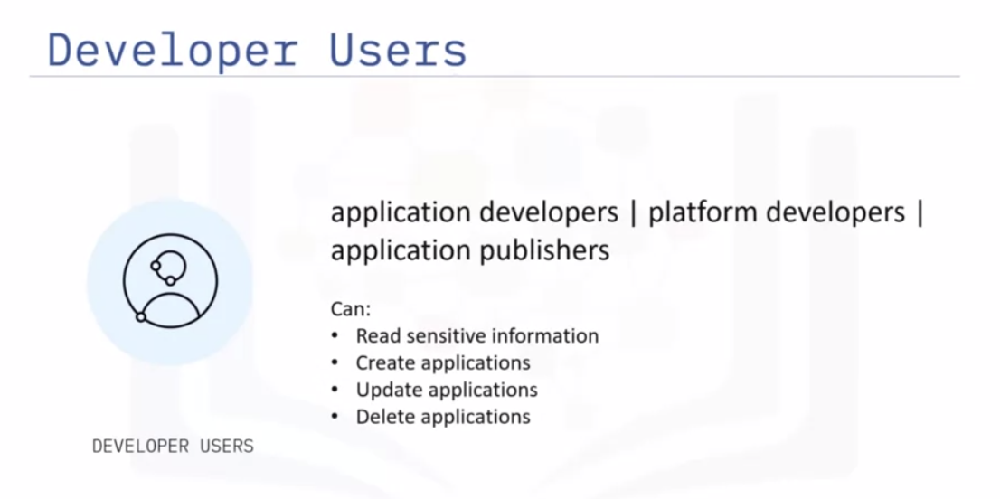 Developer Users
application developers | platform developers |
application publishers
Can:
• Read sensitive information
• Create applications
• Update applications
• Delete applications
DEVELOPER USERS